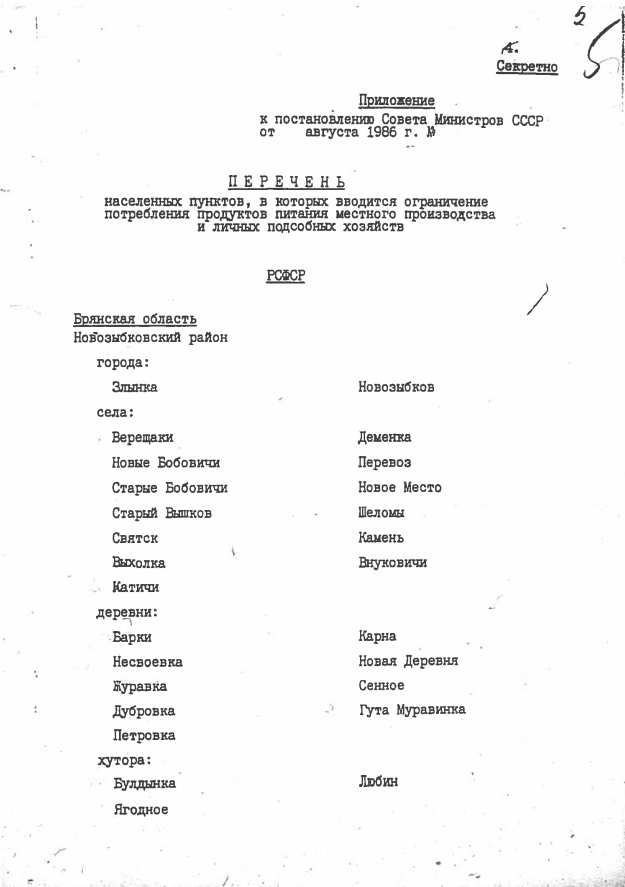 5
5
А.
Секретно
Приложение
к постановлению Совета Министров СССР
от августа 1986 г. №
П Е Р Е Ч Е Н Ь
населенных пунктов, в которых вводится ограничение
потребления продуктов питания местного производства
и личных подсобных хозяйств
РСФСР
Брянская область
Новозыбковский район
города:
Злынка Новозыбков
села:
Верещаки Деменка
Новые Бобовичи Перевоз
Старые Бобовичи Новое Место
Старый Вышков Шеломы
Святск Камень
Выхолка Внуковичи
Катичи
деревни:
Барки Карна
Несвоевка Новая Деревня
Журавка Сенное
Дубровка Гута Муравинка
Петровка
хутора:
Булдынка Любин
Ягодное